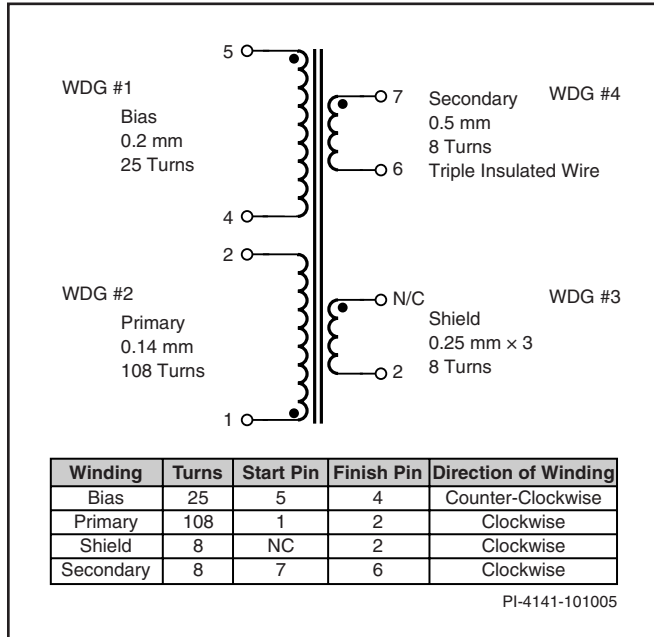 WDG #1
Bias
0.2 mm
25 Turns
5
4
WDG #2
Primary
0.14 mm
108 Turns
2
1
7
6
Secondary
0.5 mm
8 Turns
Triple Insulated Wire
WDG #4
N/C
2
Shield
0.25 mm × 3
8 Turns
WDG #3
Winding Turns Start Pin Finish Pin Direction of Winding
Bias 25 5 4 Counter-Clockwise
Primary 108 1 2 Clockwise
Shield 8 NC 2 Clockwise
Secondary 8 7 6 Clockwise
PI-4141-101005